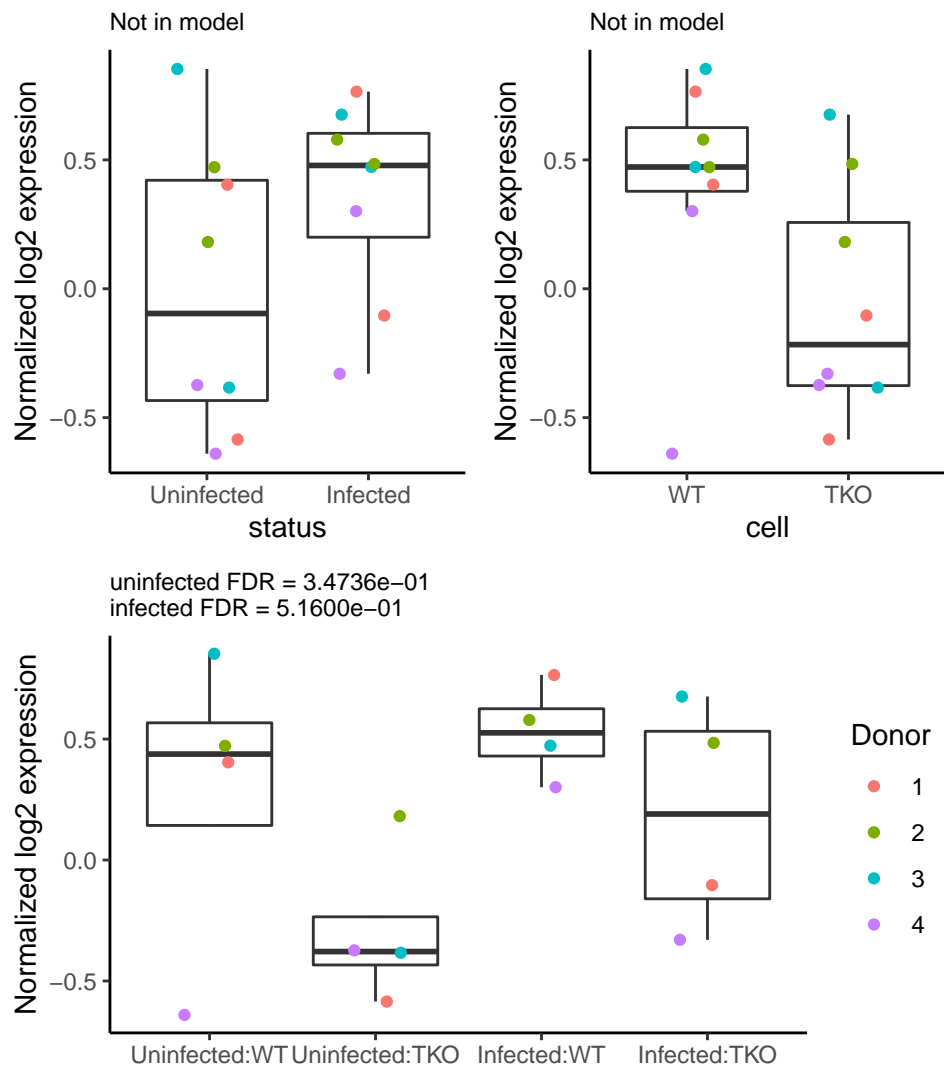 Not in model
Normalized log2 expression
0.5
0.0
−0.5
Uninfected
Infected
status
Not in model
Normalized log2 expression
0.5
0.0
−0.5
WT
TKO
cell
uninfected FDR = 3.4736e−01
infected FDR = 5.1600e−01
Normalized log2 expression
0.5
0.0
−0.5
Uninfected:WT
Uninfected:TKO
Infected:WT
Infected:TKO
Donor
1
2
3
4